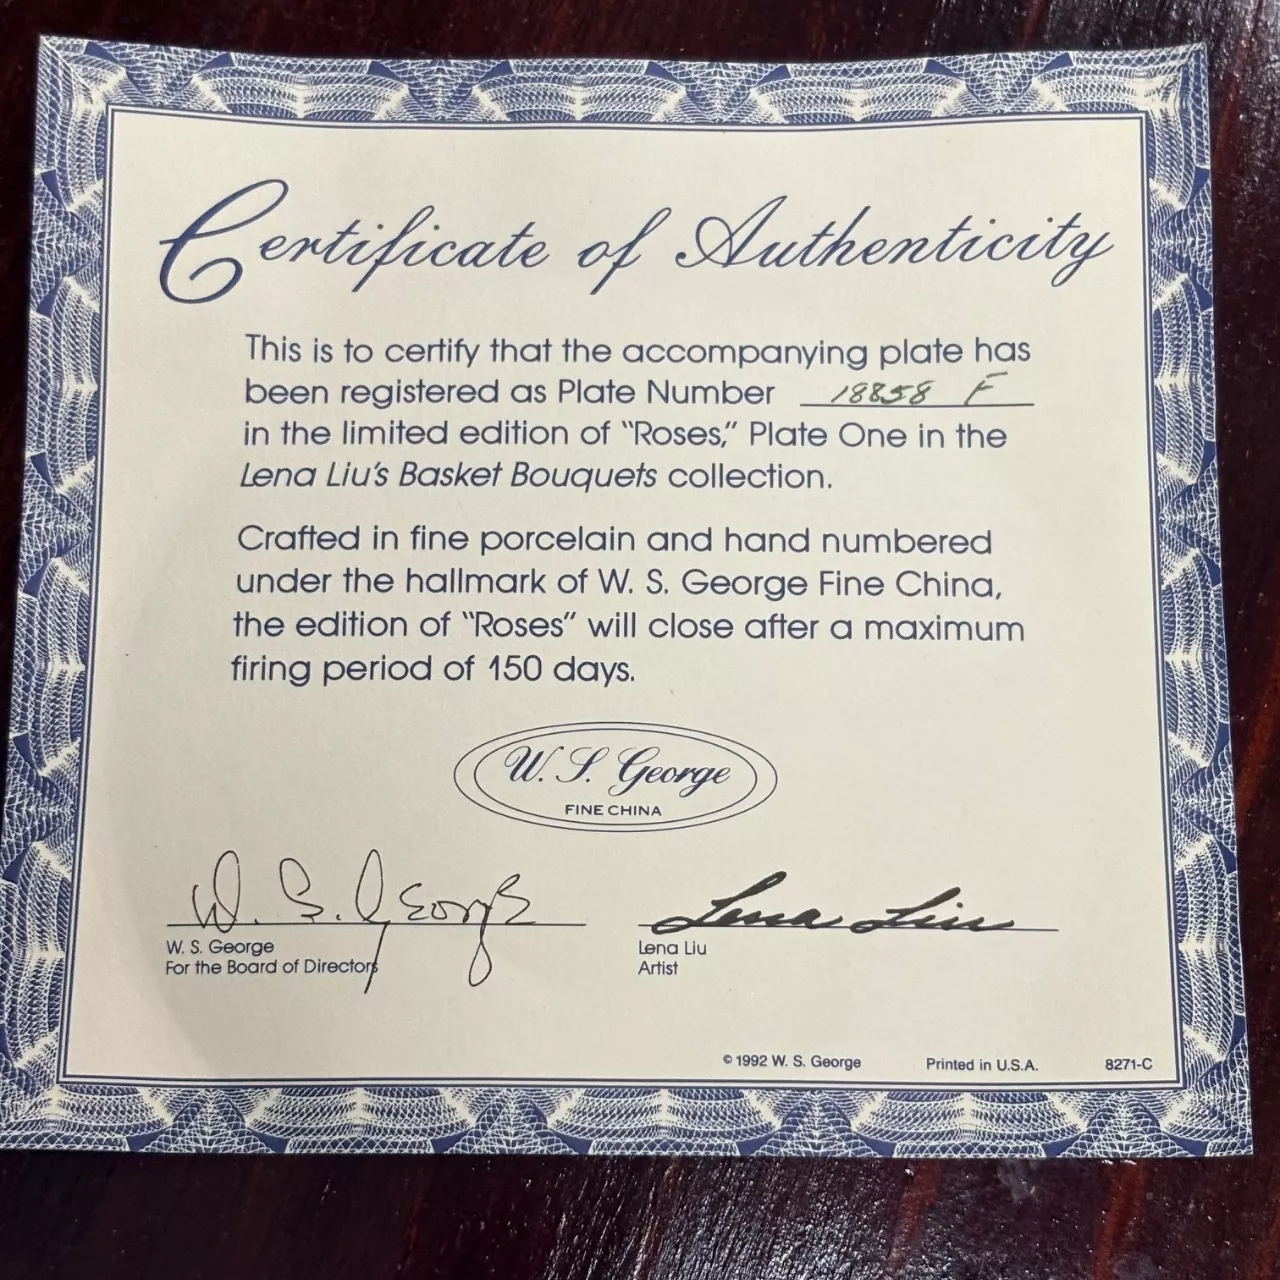 Certificate of Authenticity
This is to certify that the accompanying plate has
been registered as Plate Number 18858 F
in the limited edition of “Roses,” Plate One in the
Lena Liu's Basket Bouquets collection.
Crafted in fine porcelain and hand numbered
under the hallmark of W. S. George Fine China,
the edition of “Roses” will close after a maximum
firing period of 150 days.
W. S. George
FINE CHINA
W. S. George
Lena Liu
W. S. George
For the Board of Directors
Lena Liu
Artist
© 1992 W. S. George Printed in U.S.A. 8271-C